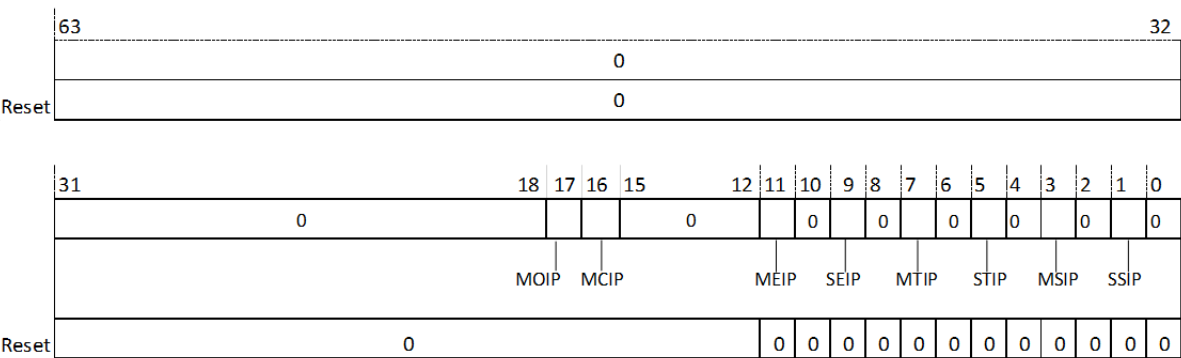 63 32
0
Reset 0
31 18 17 16 15 12 11 10 9 8 7 6 5 4 3 2 1 0
0 0 0 0 0 0 0 0
MOIP MCIP MEIP SEIP MTIP STIP MSIP SSIP
Reset 0 0 0 0 0 0 0 0 0 0 0 0 0